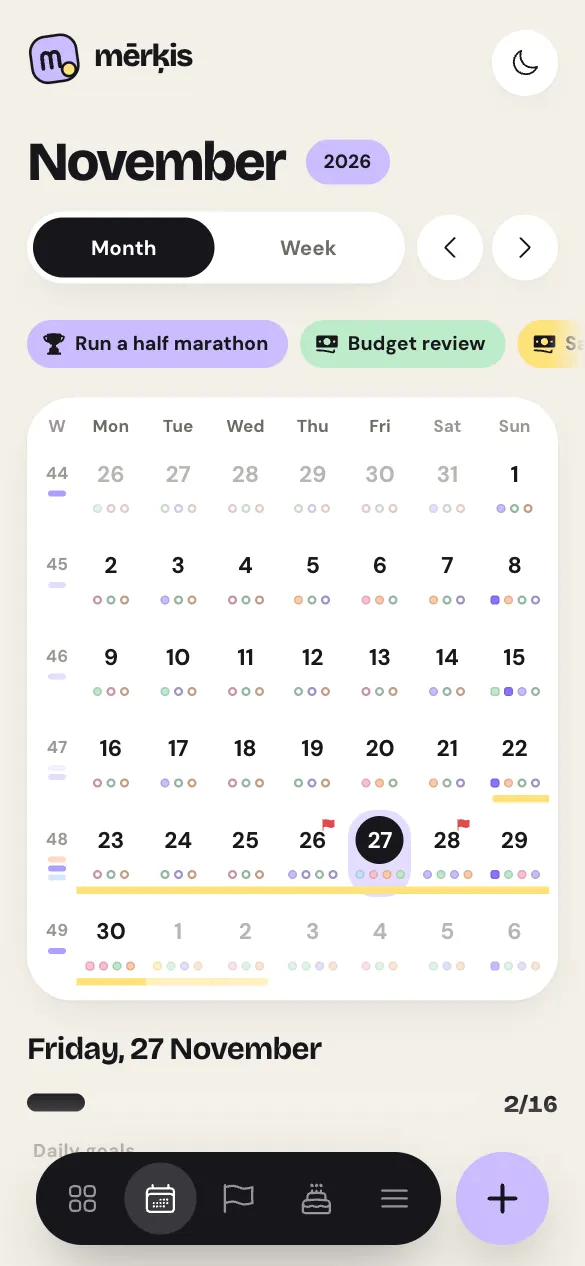 mērķis
November 2026
Month Week
Run a half marathon Budget review
W Mon Tue Wed Thu Fri Sat Sun
44 26 27 28 29 30 31 1
45 2 3 4 5 6 7 8
46 9 10 11 12 13 14 15
47 16 17 18 19 20 21 22
48 23 24 25 26 27 28 29
49 30 1 2 3 4 5 6
Friday, 27 November
2/16
Daily goals